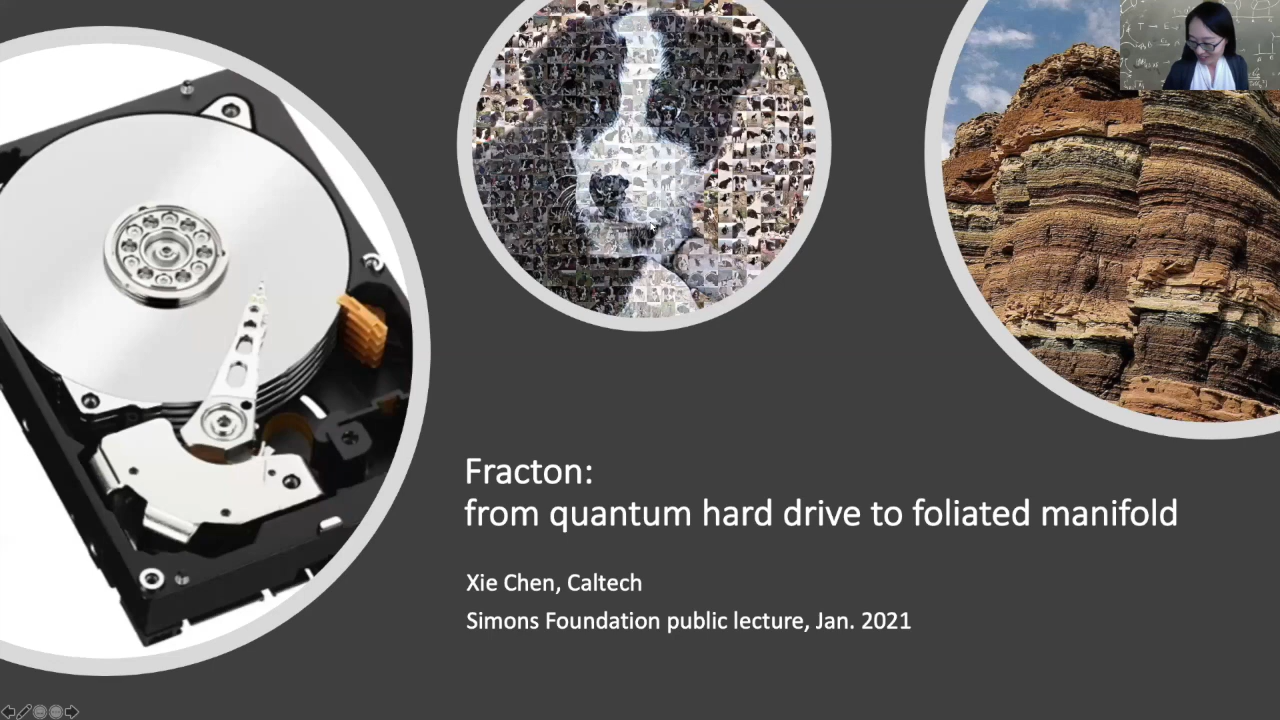 Fracton:
from quantum hard drive to foliated manifold
Xie Chen, Caltech
Simons Foundation public lecture, Jan. 2021